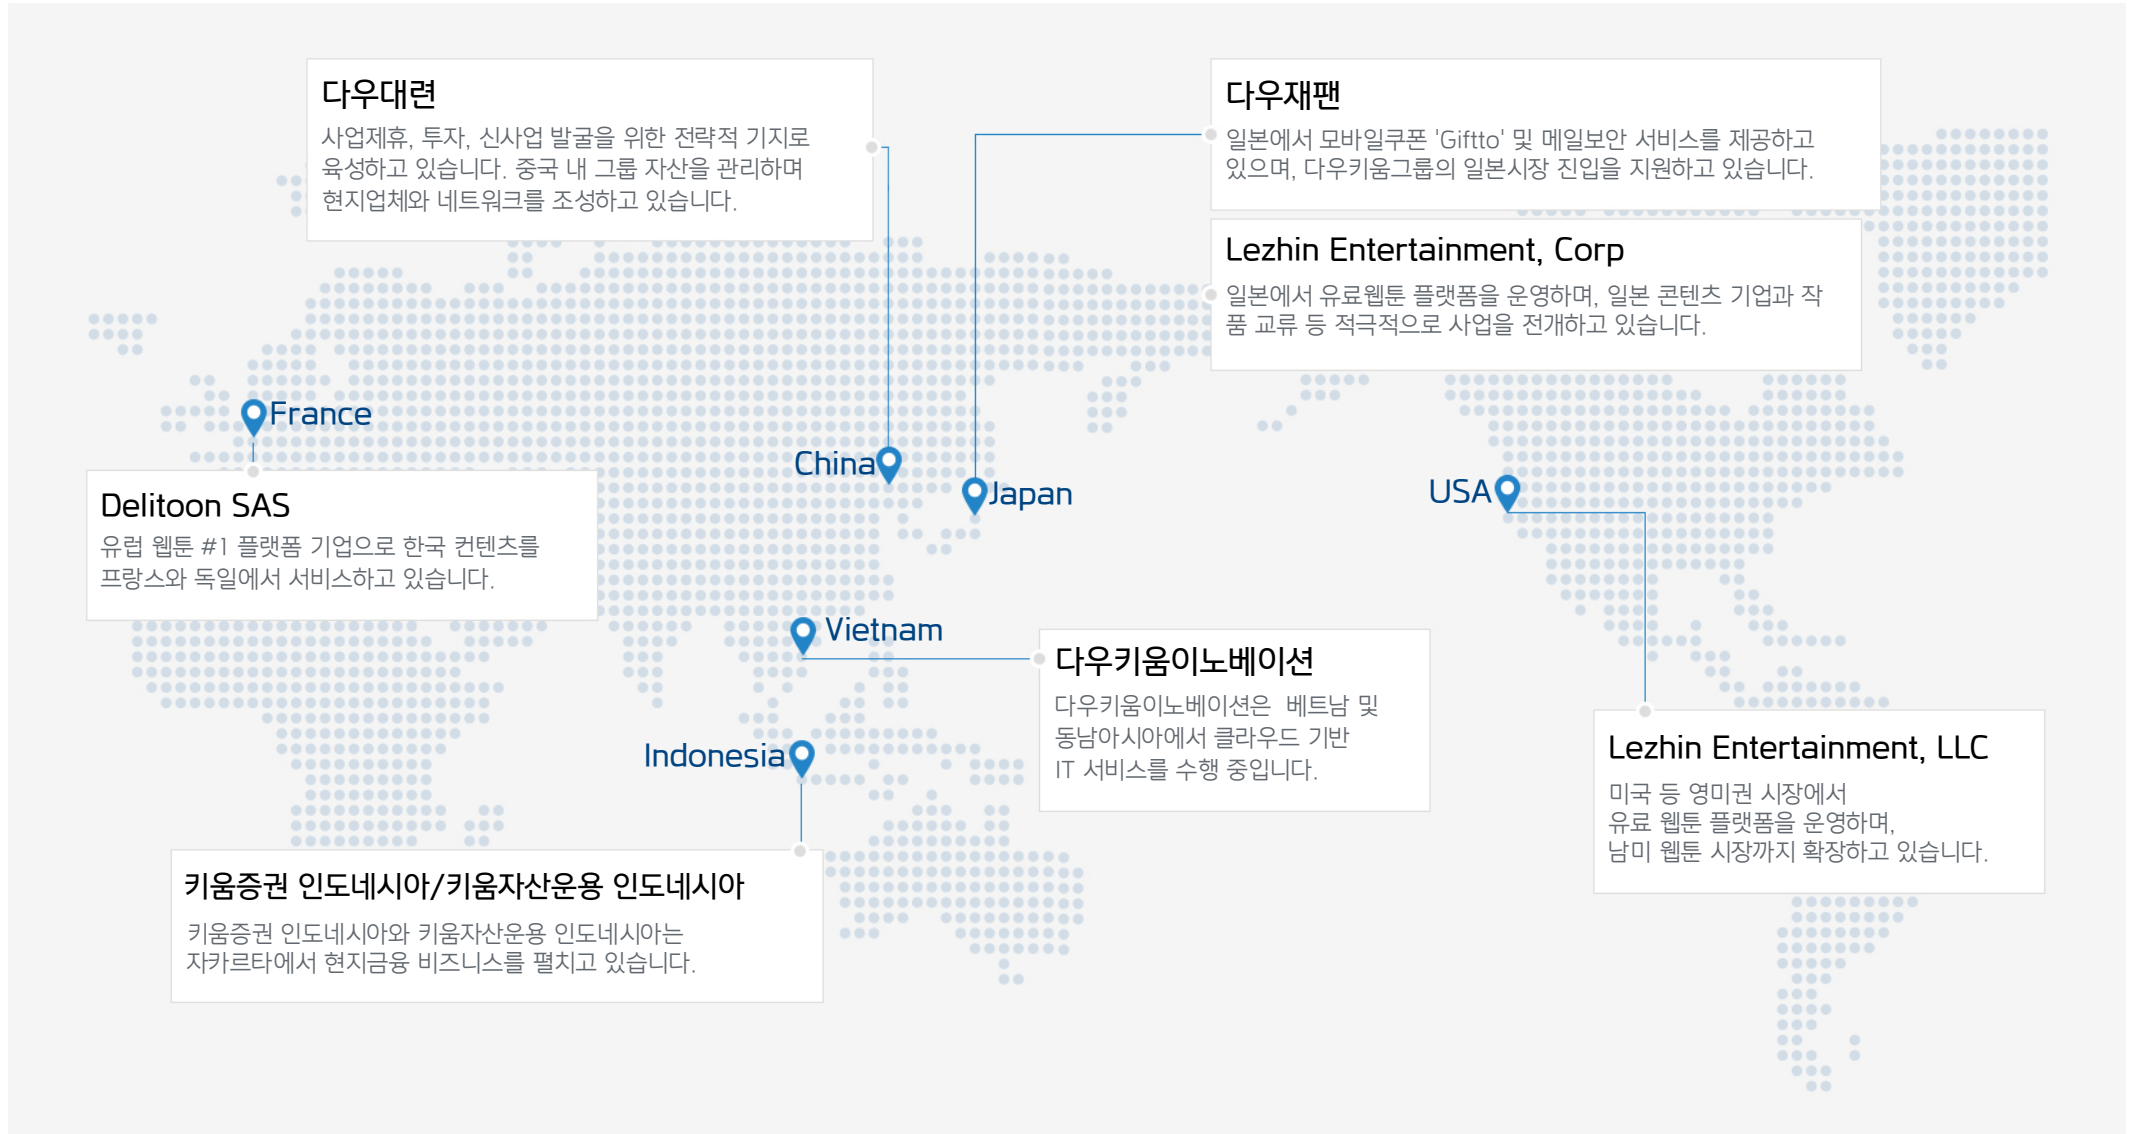 다우대련
사업제휴, 투자, 신사업 발굴을 위한 전략적 기지로
육성하고 있습니다. 중국 내 그룹 자산을 관리하며
현지업체와 네트워크를 조성하고 있습니다.
다우재팬
일본에서 모바일쿠폰 'Giftto' 및 메일보안 서비스를 제공하고
있으며, 다우키움그룹의 일본시장 진입을 지원하고 있습니다.
Lezhin Entertainment, Corp
일본에서 유료웹툰 플랫폼을 운영하며, 일본 콘텐츠 기업과 작
품 교류 등 적극적으로 사업을 전개하고 있습니다.
France
China
Japan
USA
Delitoon SAS
유럽 웹툰 #1 플랫폼 기업으로 한국 컨텐츠를
프랑스와 독일에서 서비스하고 있습니다.
Vietnam
다우키움이노베이션
다우키움이노베이션은 베트남 및
동남아시아에서 클라우드 기반
IT 서비스를 수행 중입니다.
Indonesia
Lezhin Entertainment, LLC
미국 등 영미권 시장에서
유료 웹툰 플랫폼을 운영하며,
남미 웹툰 시장까지 확장하고 있습니다.
키움증권 인도네시아/키움자산운용 인도네시아
키움증권 인도네시아와 키움자산운용 인도네시아는
자카르타에서 현지금융 비즈니스를 펼치고 있습니다.